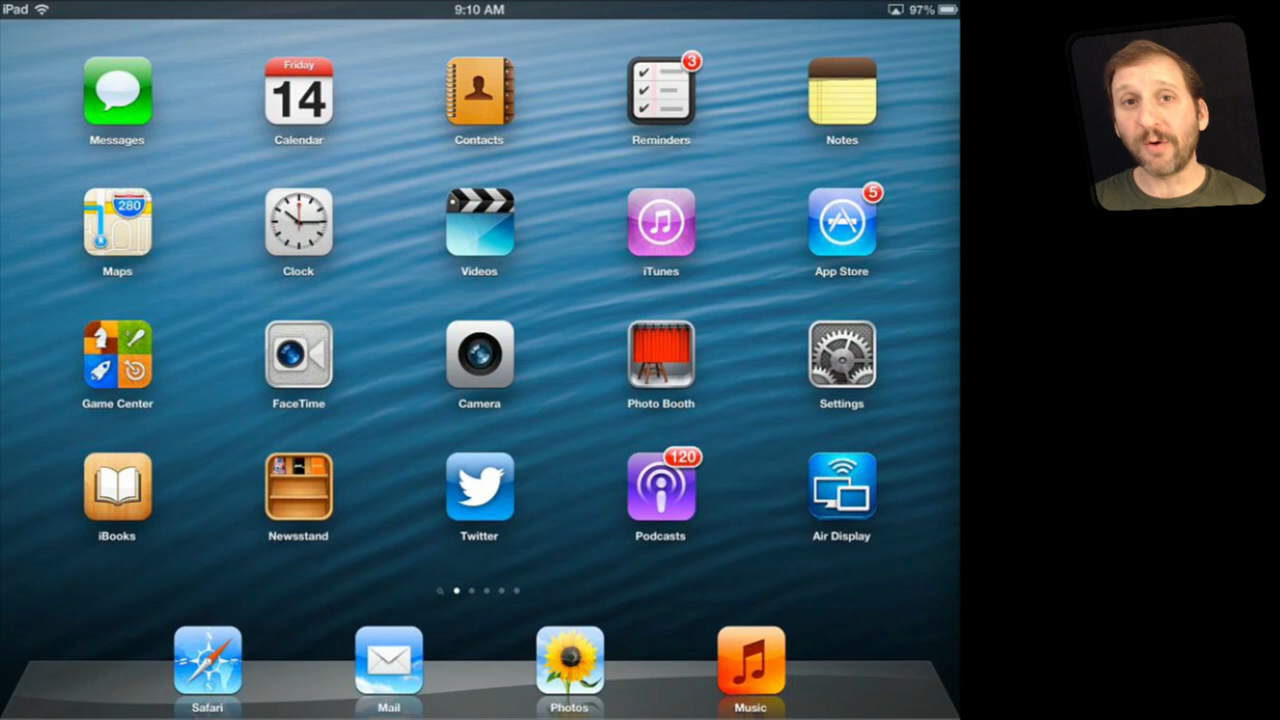 iPad 9:10 AM 97%
Friday
14
3
Messages Calendar Contacts Reminders Notes
280
5
Maps Clock Videos iTunes App Store
Game Center FaceTime Camera Photo Booth Settings
120
iBooks Newsstand Twitter Podcasts Air Display
Safari Mail Photos Music